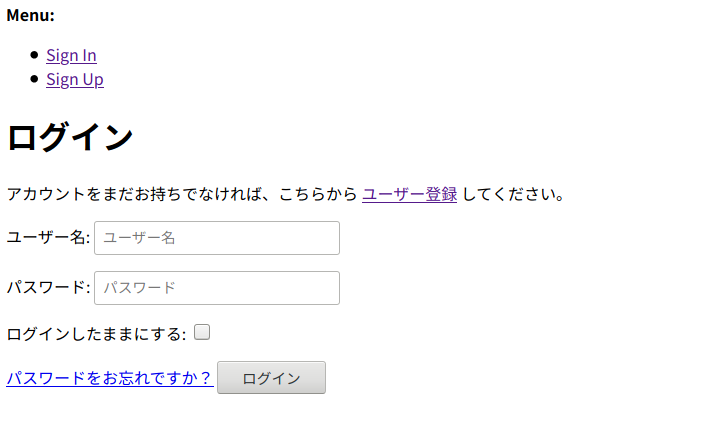 Menu:
Sign In
Sign Up
ログイン
アカウントをまだお持ちでなければ、こちらから ユーザー登録 してください。
ユーザー名: ユーザー名
パスワード: パスワード
ログインしたままにする:
パスワードをお忘れですか？ ログイン